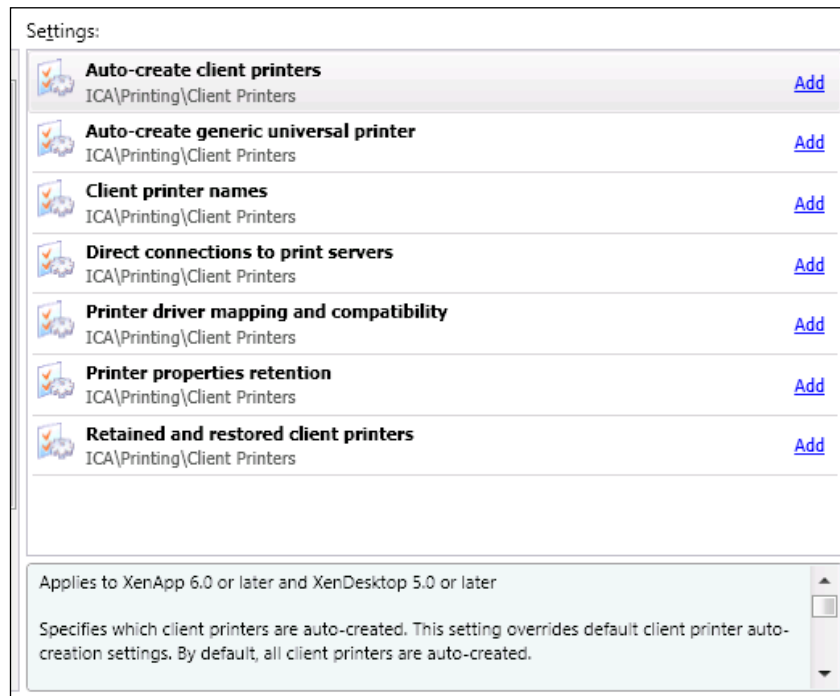 Settings:
Auto-create client printers
ICA\Printing\Client Printers
Add
Auto-create generic universal printer
ICA\Printing\Client Printers
Add
Client printer names
ICA\Printing\Client Printers
Add
Direct connections to print servers
ICA\Printing\Client Printers
Add
Printer driver mapping and compatibility
ICA\Printing\Client Printers
Add
Printer properties retention
ICA\Printing\Client Printers
Add
Retained and restored client printers
ICA\Printing\Client Printers
Add
Applies to XenApp 6.0 or later and XenDesktop 5.0 or later
Specifies which client printers are auto-created. This setting overrides default client printer auto-
creation settings. By default, all client printers are auto-created.